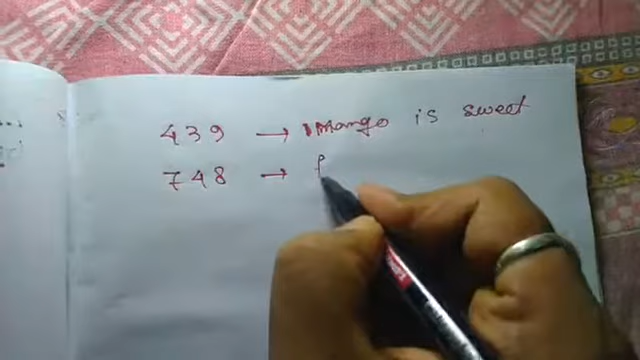 439 → Mango is sweet
748 →